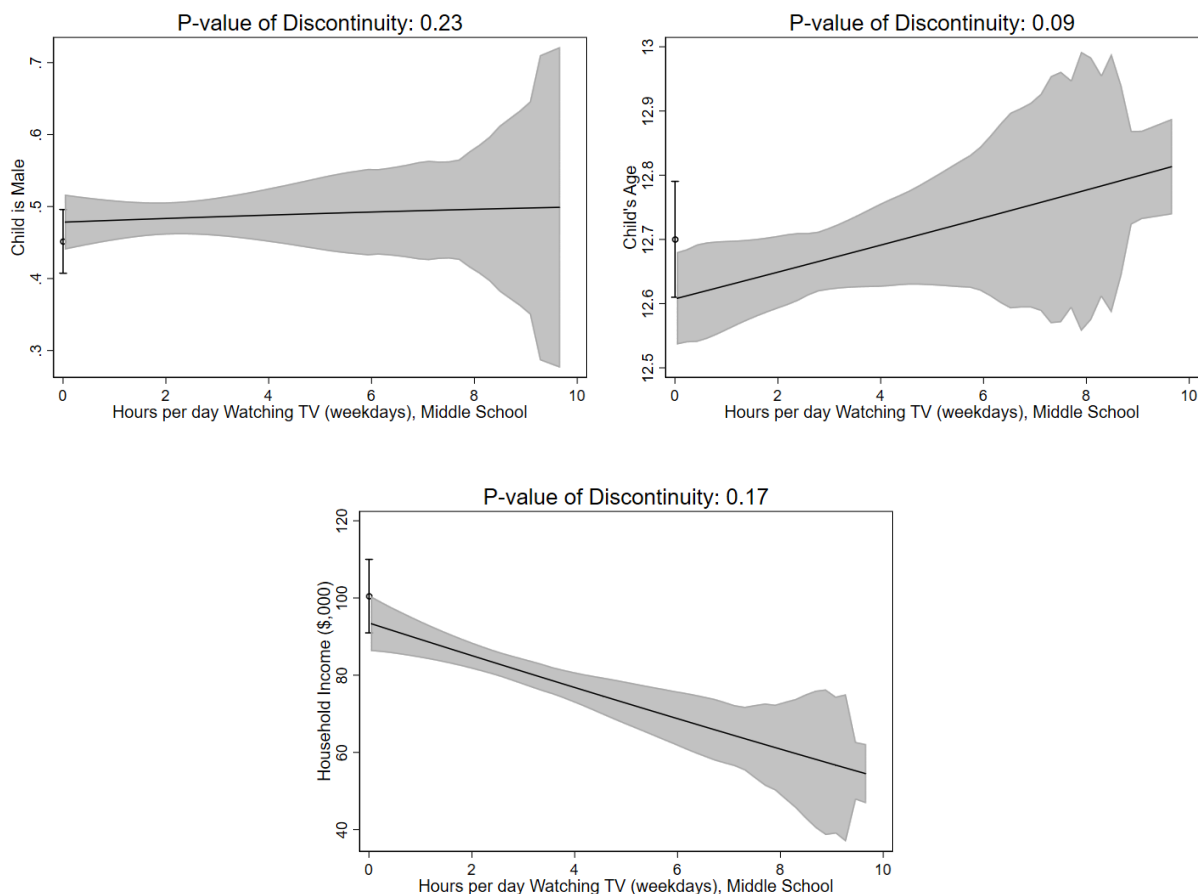 P-value of Discontinuity: 0.23
Child is Male
.7
.6
.5
.4
.3
0 2 4 6 8 10
Hours per day Watching TV (weekdays), Middle School
P-value of Discontinuity: 0.09
Child's Age
13
12.9
12.8
12.7
12.6
12.5
0 2 4 6 8 10
Hours per day Watching TV (weekdays), Middle School
P-value of Discontinuity: 0.17
Household Income ($,000)
120
100
80
60
40
0 2 4 6 8 10
Hours per day Watching TV (weekdays), Middle School